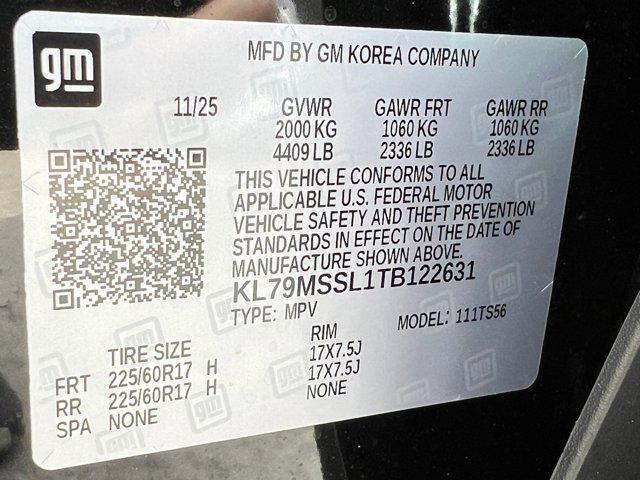 gm
MFD BY GM KOREA COMPANY
11/25 GVWR GAWR FRT GAWR RR
2000 KG 1060 KG 1060 KG
4409 LB 2336 LB 2336 LB
THIS VEHICLE CONFORMS TO ALL
APPLICABLE U.S. FEDERAL MOTOR
VEHICLE SAFETY AND THEFT PREVENTION
STANDARDS IN EFFECT ON THE DATE OF
MANUFACTURE SHOWN ABOVE.
KL79MSSL1TB122631
TYPE: MPV MODEL: 111TS56
TIRE SIZE RIM
FRT 225/60R17 H 17X7.5J
RR 225/60R17 H 17X7.5J
SPA NONE NONE